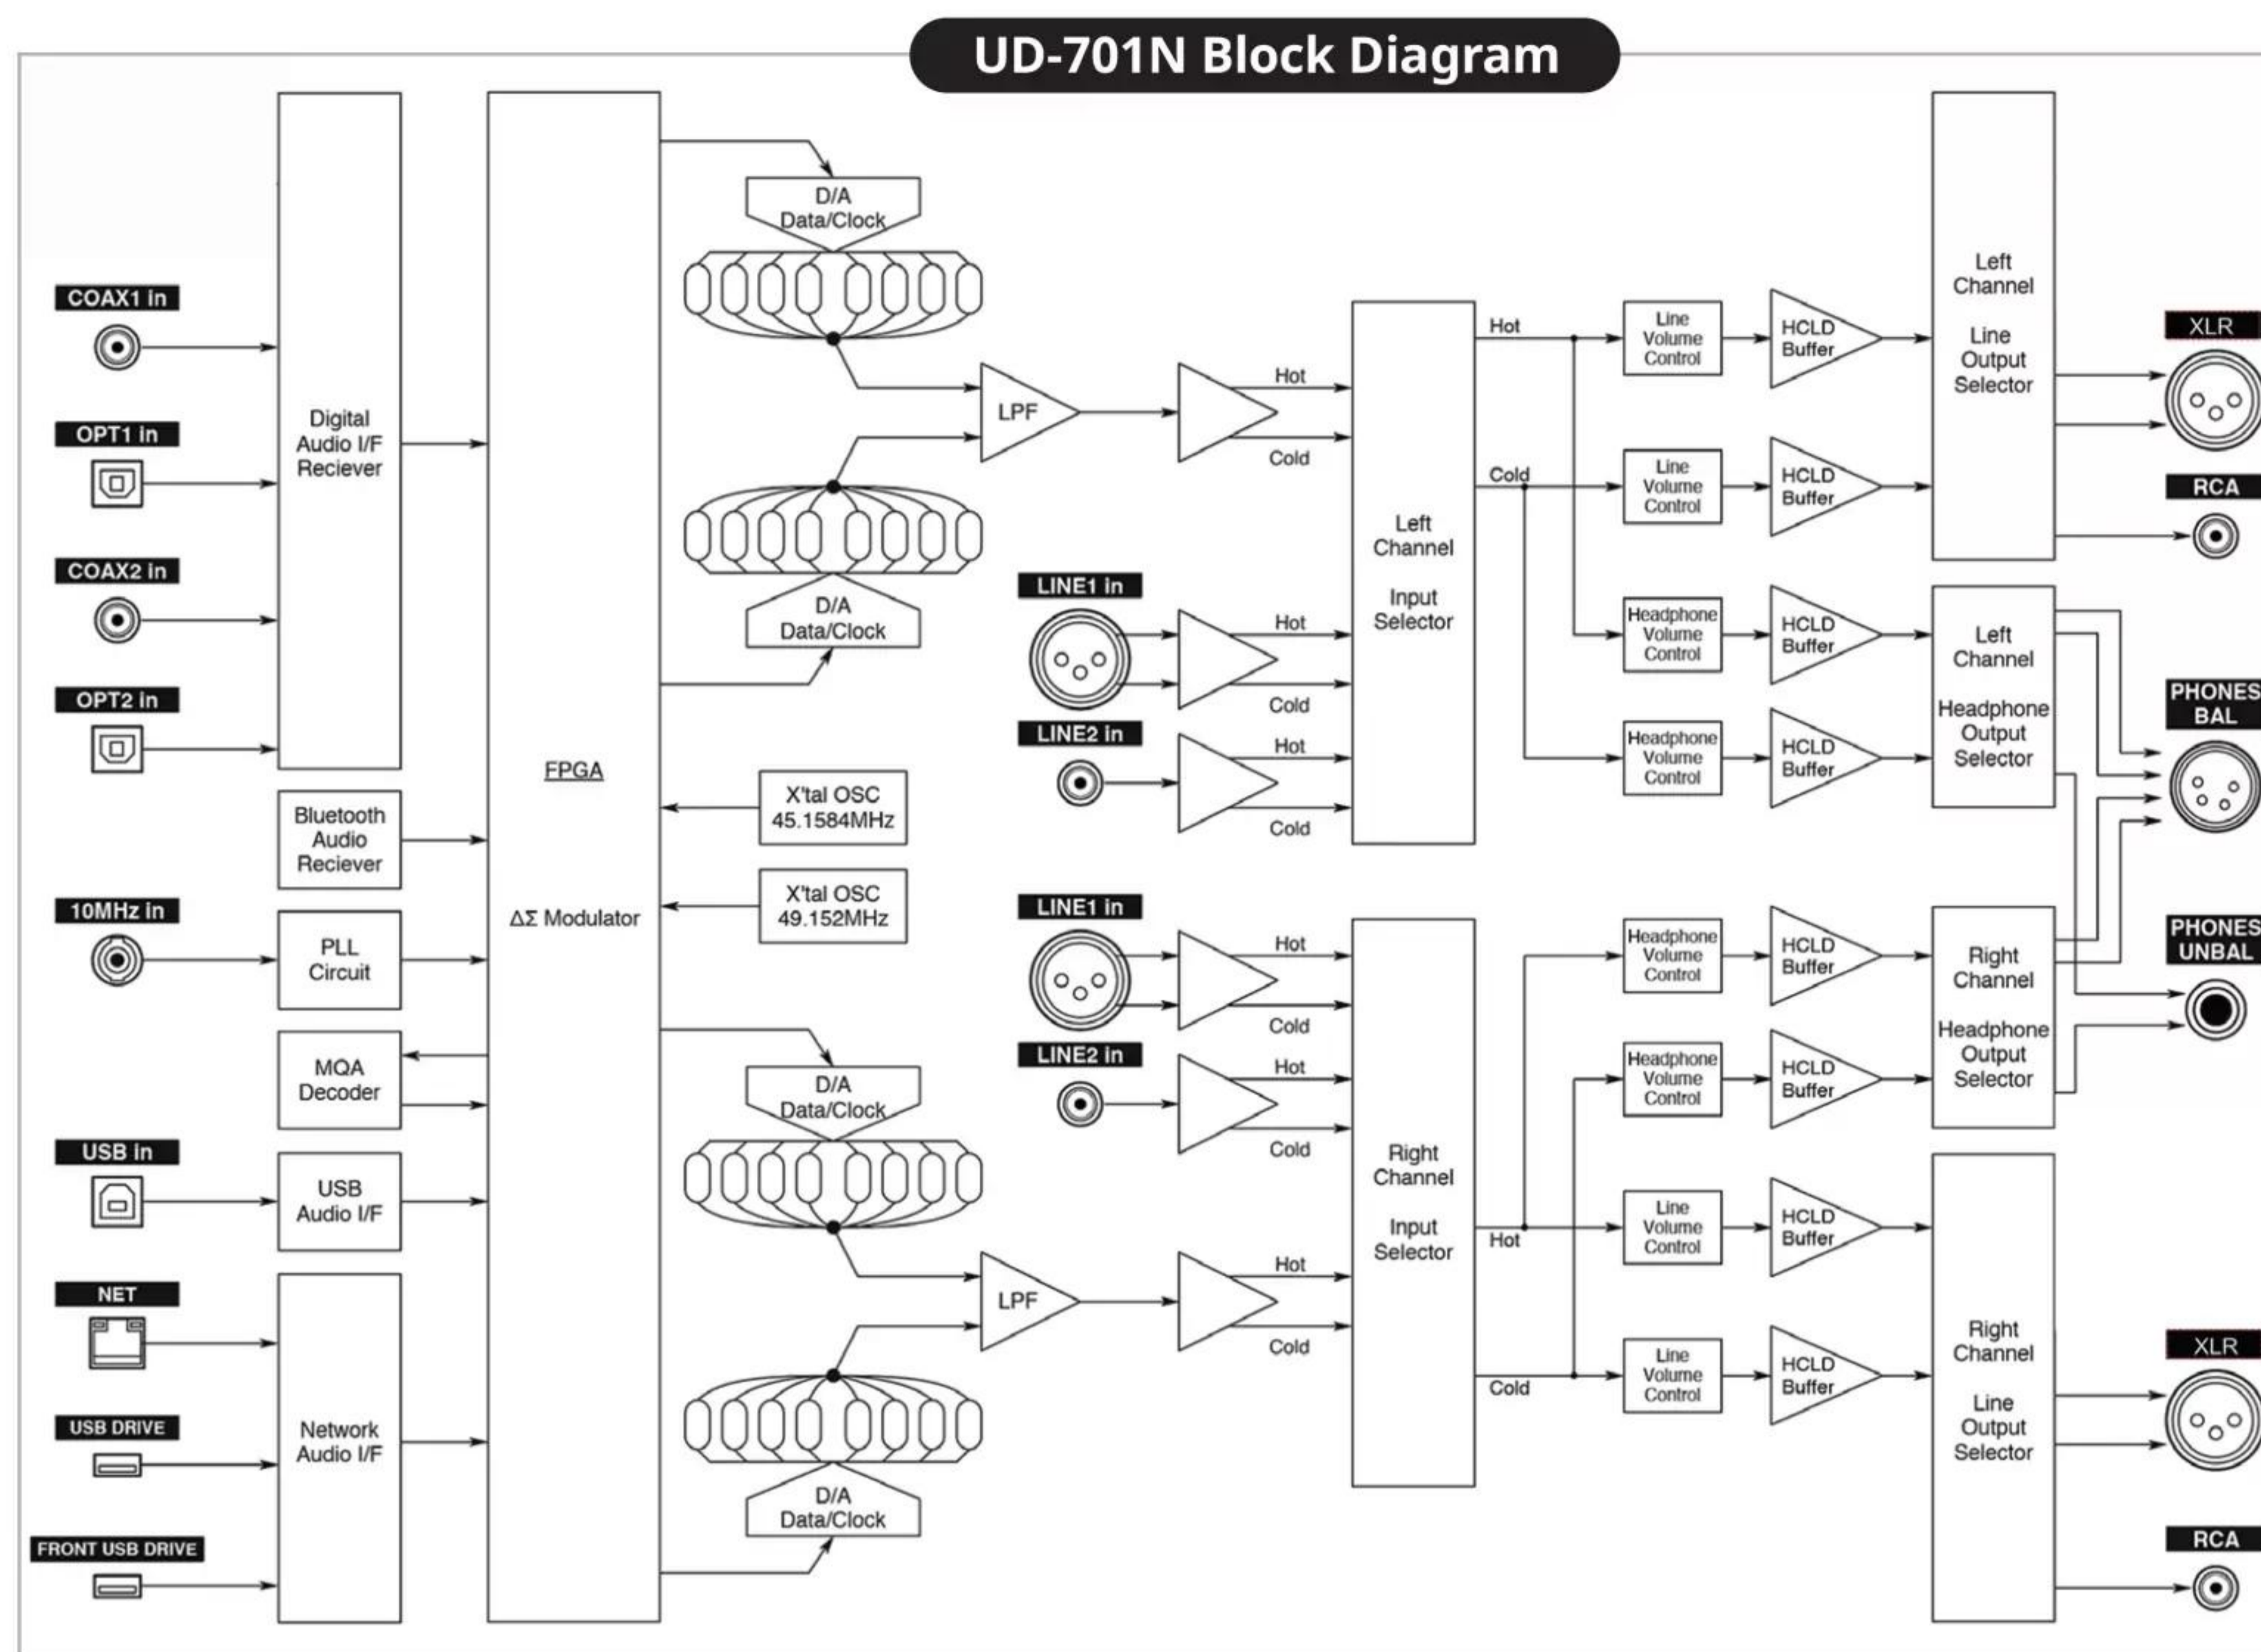 UD-701N Block Diagram
COAX1 in
OPT1 in
COAX2 in
OPT2 in
10MHz in
USB in
NET
USB DRIVE
FRONT USB DRIVE
Digital
Audio I/F
Reciever
Bluetooth
Audio
Reciever
PLL
Circuit
MQA
Decoder
USB
Audio I/F
Network
Audio I/F
FPGA
ΔΣ Modulator
D/A
Data/Clock
D/A
Data/Clock
X'tal OSC
45.1584MHz
X'tal OSC
49.152MHz
D/A
Data/Clock
D/A
Data/Clock
LPF
Hot
Cold
LINE1 in
Hot
Cold
LINE2 in
Hot
Cold
LINE1 in
Hot
Cold
LINE2 in
Hot
Cold
LPF
Hot
Cold
Left
Channel
Input
Selector
Right
Channel
Input
Selector
Hot
Cold
Hot
Cold
Line
Volume
Control
HCLD
Buffer
Line
Volume
Control
HCLD
Buffer
Headphone
Volume
Control
HCLD
Buffer
Headphone
Volume
Control
HCLD
Buffer
Headphone
Volume
Control
HCLD
Buffer
Headphone
Volume
Control
HCLD
Buffer
Line
Volume
Control
HCLD
Buffer
Line
Volume
Control
HCLD
Buffer
Left
Channel
Line
Output
Selector
Left
Channel
Headphone
Output
Selector
Right
Channel
Headphone
Output
Selector
Right
Channel
Line
Output
Selector
XLR
RCA
PHONES
BAL
PHONES
UNBAL
XLR
RCA